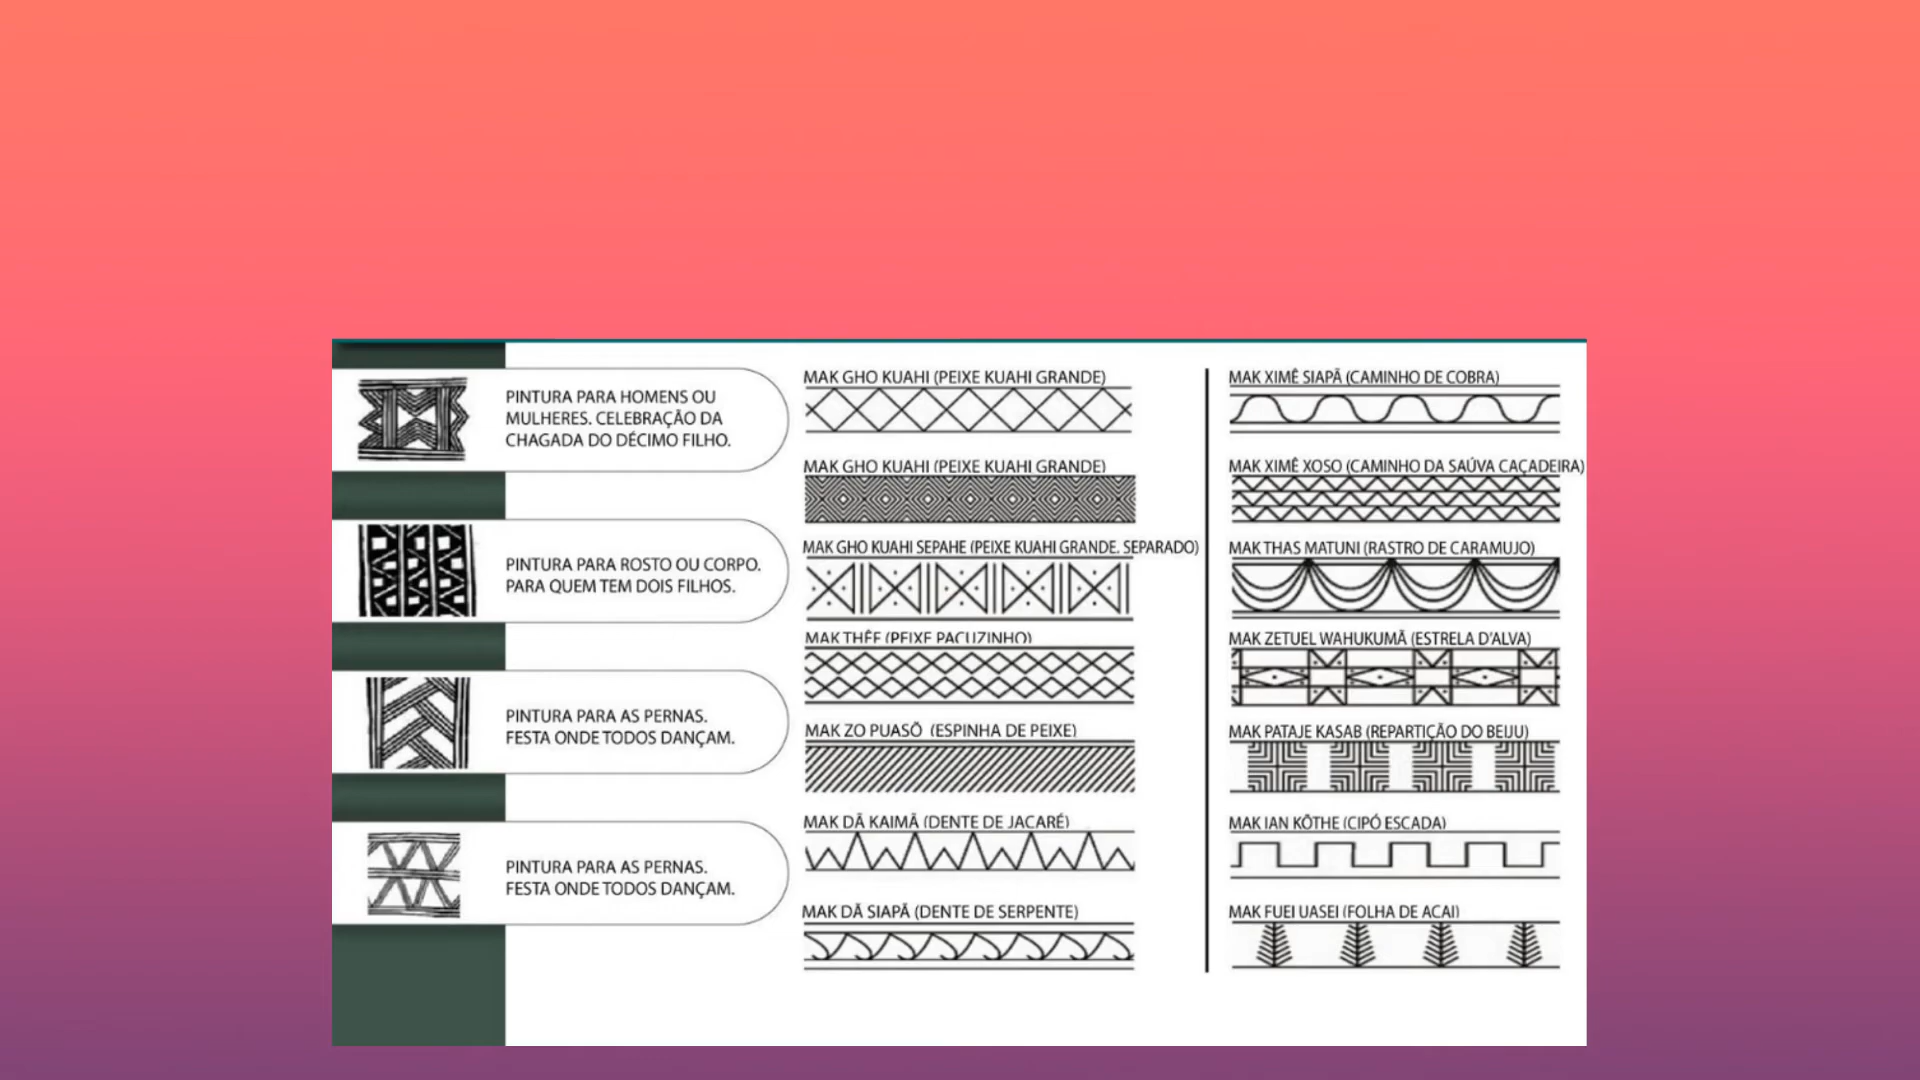 PINTURA PARA HOMENS OU
MULHERES. CELEBRAÇÃO DA
CHAGADA DO DÉCIMO FILHO.
PINTURA PARA ROSTO OU CORPO.
PARA QUEM TEM DOIS FILHOS.
PINTURA PARA AS PERNAS.
FESTA ONDE TODOS DANÇAM.
PINTURA PARA AS PERNAS.
FESTA ONDE TODOS DANÇAM.
MAK GHO KUAHI (PEIXE KUAHI GRANDE)
MAK GHO KUAHI (PEIXE KUAHI GRANDE)
MAK GHO KUAHI SEPAHE (PEIXE KUAHI GRANDE. SEPARADO)
MAK THÊE (PEIXE PACUZINHO)
MAK ZO PUASÕ (ESPINHA DE PEIXE)
MAK DÃ KAIMÃ (DENTE DE JACARÉ)
MAK DÃ SIAPÃ (DENTE DE SERPENTE)
MAK XIMÊ SIAPÃ (CAMINHO DE COBRA)
MAK XIMÊ XOSO (CAMINHO DA SAÚVA CAÇADEIRA)
MAK THAS MATUNI (RASTRO DE CARAMUJO)
MAK ZETUEL WAHUKUMÃ (ESTRELA D'ALVA)
MAK PATAJE KASAB (REPARTIÇÃO DO BEIJU)
MAK IAN KÔTHE (CIPÓ ESCADA)
MAK FUEI UASEI (FOLHA DE ACAI)